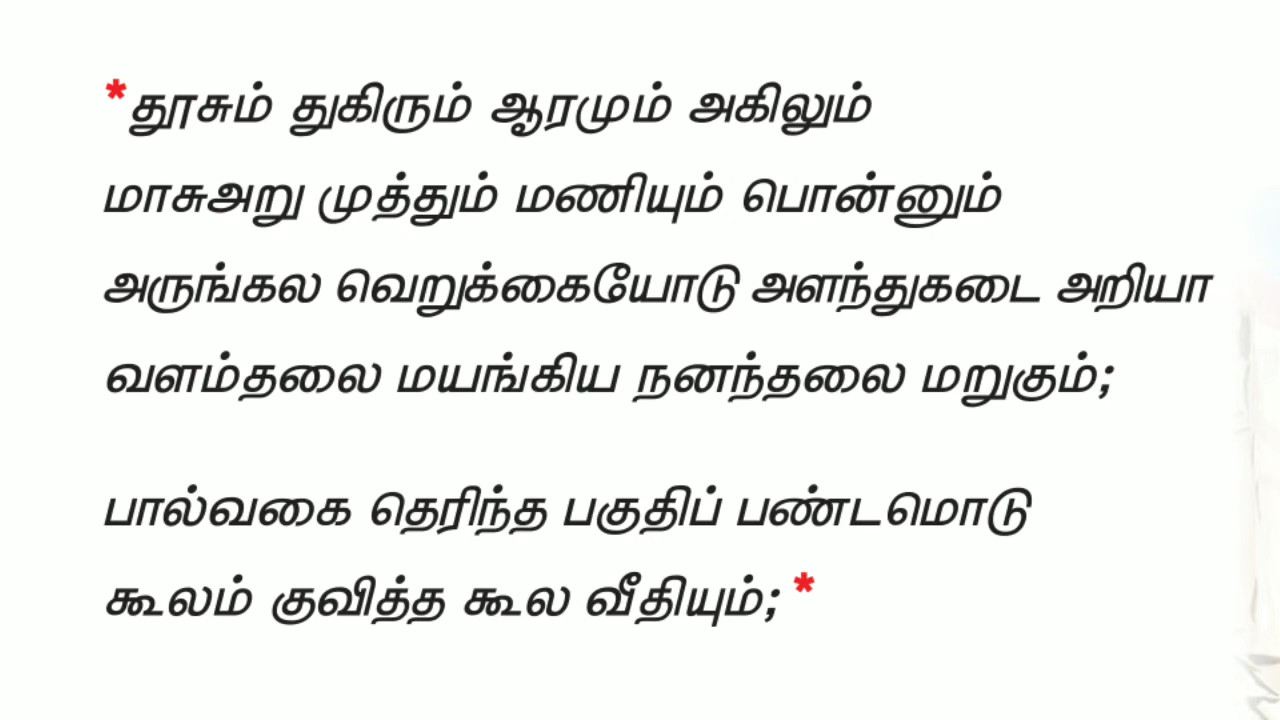 *தூசும் துகிரும் ஆரமும் அகிலும்
மாசுஅறு முத்தும் மணியும் பொன்னும்
அருங்கல வெறுக்கையோடு அளந்துகடை அறியா
வளம்தலை மயங்கிய நனந்தலை மறுகும்;
பால்வகை தெரிந்த பகுதிப் பண்டமொடு
கூலம் குவித்த கூல வீதியும்; *